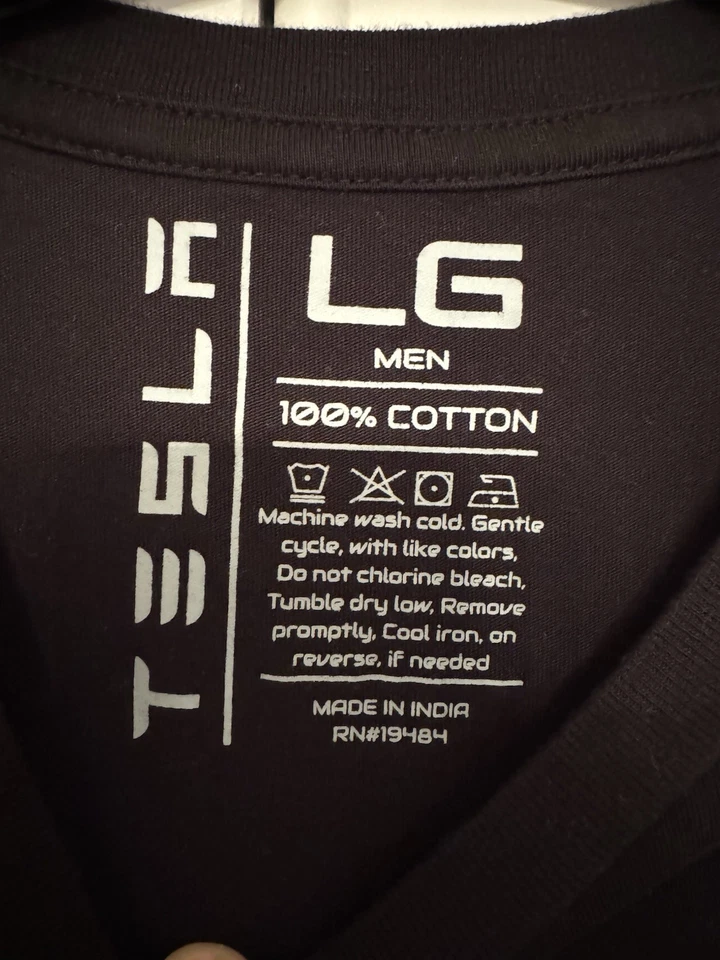 TESLA
LG
MEN
100% COTTON
Machine wash cold, Gentle
cycle, with like colors,
Do not chlorine bleach,
Tumble dry low, Remove
promptly, Cool iron, on
reverse, if needed
MADE IN INDIA
RN#19484